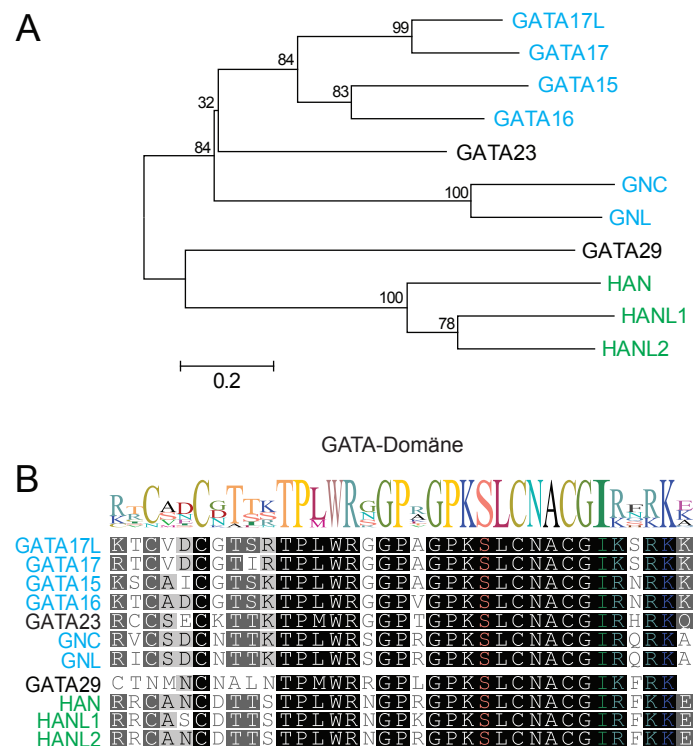 A
GATA17L
99
GATA17
84
GATA15
83
32
GATA16
GATA23
84
GNC
100
GNL
GATA29
HAN
100
HANL1
78
HANL2
0.2
GATA-Domäne
B
GATA17L KTCVDCGTSRTPLWRGGPAGPKSLCNACGIKSRKK
GATA17 RTCVDCGTIRTPLWRGGPAGPKSLCNACGIRSRKK
GATA15 KSCAICGTSKTPLWRGGPAGPKSLCNACGIRNRKK
GATA16 KTCADCGTSKTPLWRGGPVGPKSLCNACGIRNRKK
GATA23 RCCSECKTTKTPMWRGGPTGPKSLCNACGIRHRKQ
GNC RVCSDCNTTKTPLWRSGPRGPKSLCNACGIRQRKA
GNL RICSDCNTTKTPLWRSGPRGPKSLCNACGIRQRKA
GATA29 CTNMNCNALNTPMWRRGPLGPKSLCNACGIRFRK
HAN RRCANCDTTSTPLWRNGPRGPKSLCNACGIRFKKE
HANL1 RRCASCDTTSTPLWRNGPKGPKSLCNACGIRFKKE
HANL2 RRCANCDTTSTPLWRNGPRGPKSLCNACGIRFKKE